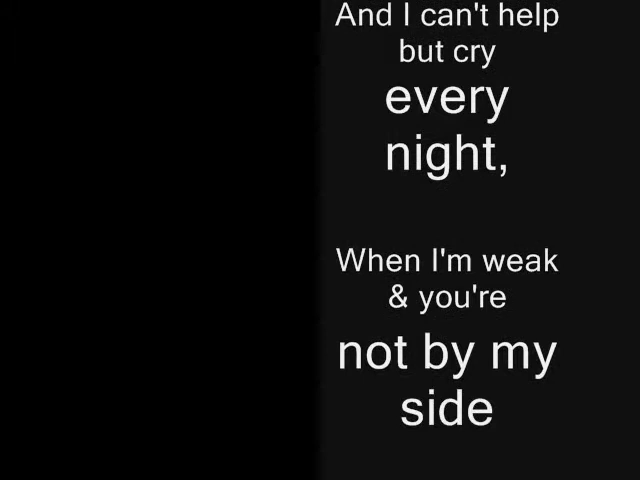 And I can't help
but cry
every
night,
When I'm weak
& you're
not by my
side